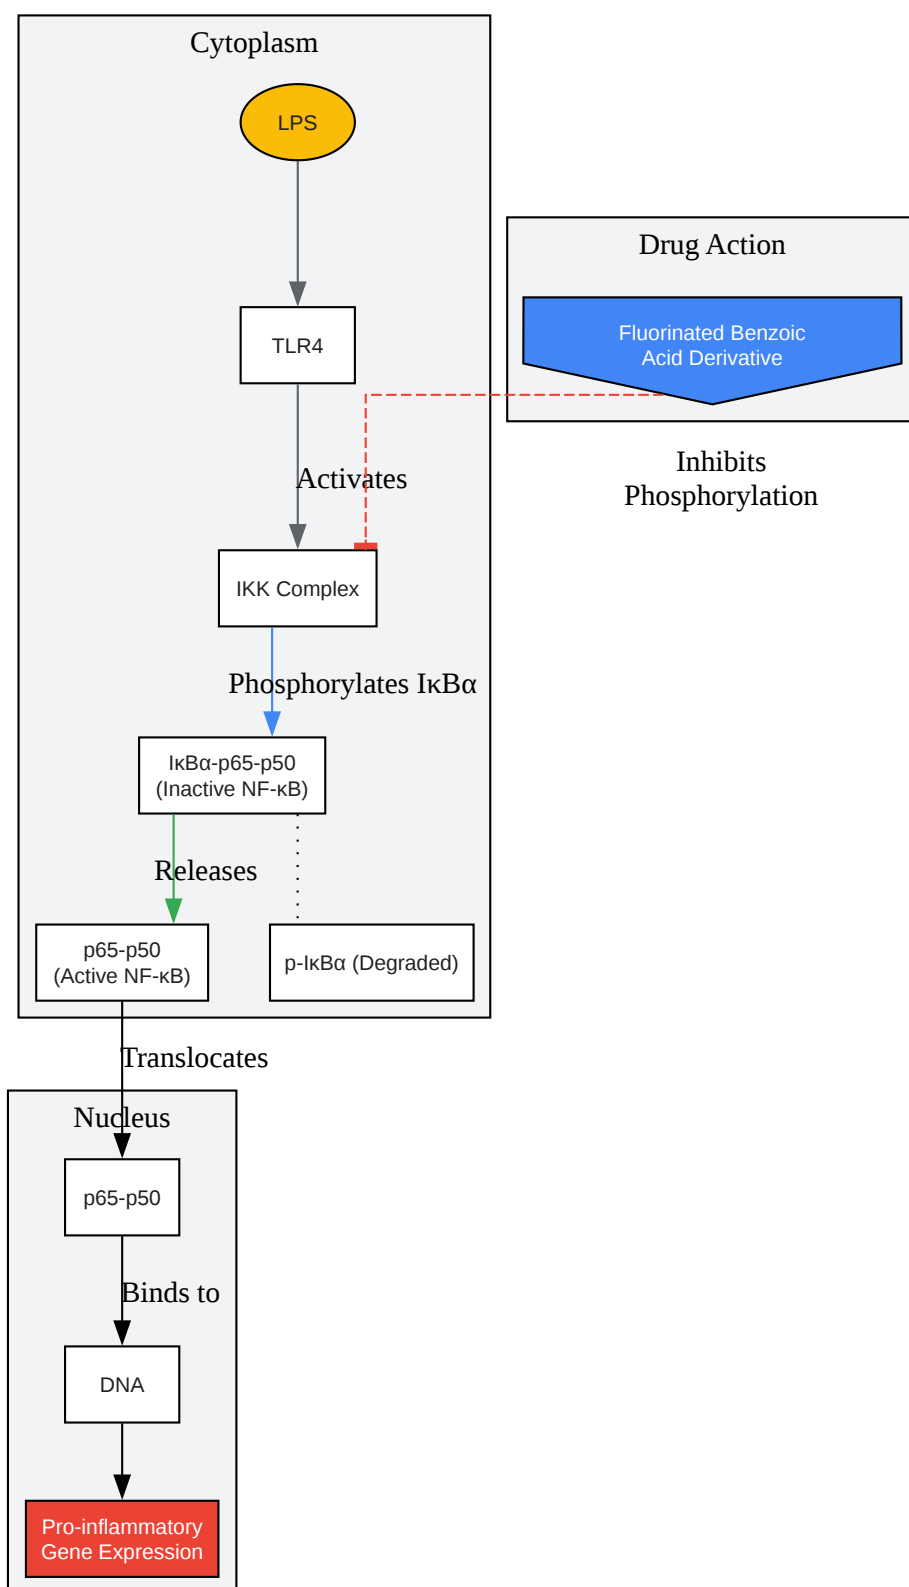 Cytoplasm
LPS
Drug Action
Fluorinated Benzoic
Acid Derivative
TLR4
Activates
Inhibits
Phosphorylation
IKK Complex
Phosphorylates IκBα
IκBα-p65-p50
(Inactive NF-κB)
Releases
p65-p50
(Active NF-κB)
p-IκBα (Degraded)
Translocates
Nucleus
p65-p50
Binds to
DNA
Pro-inflammatory
Gene Expression